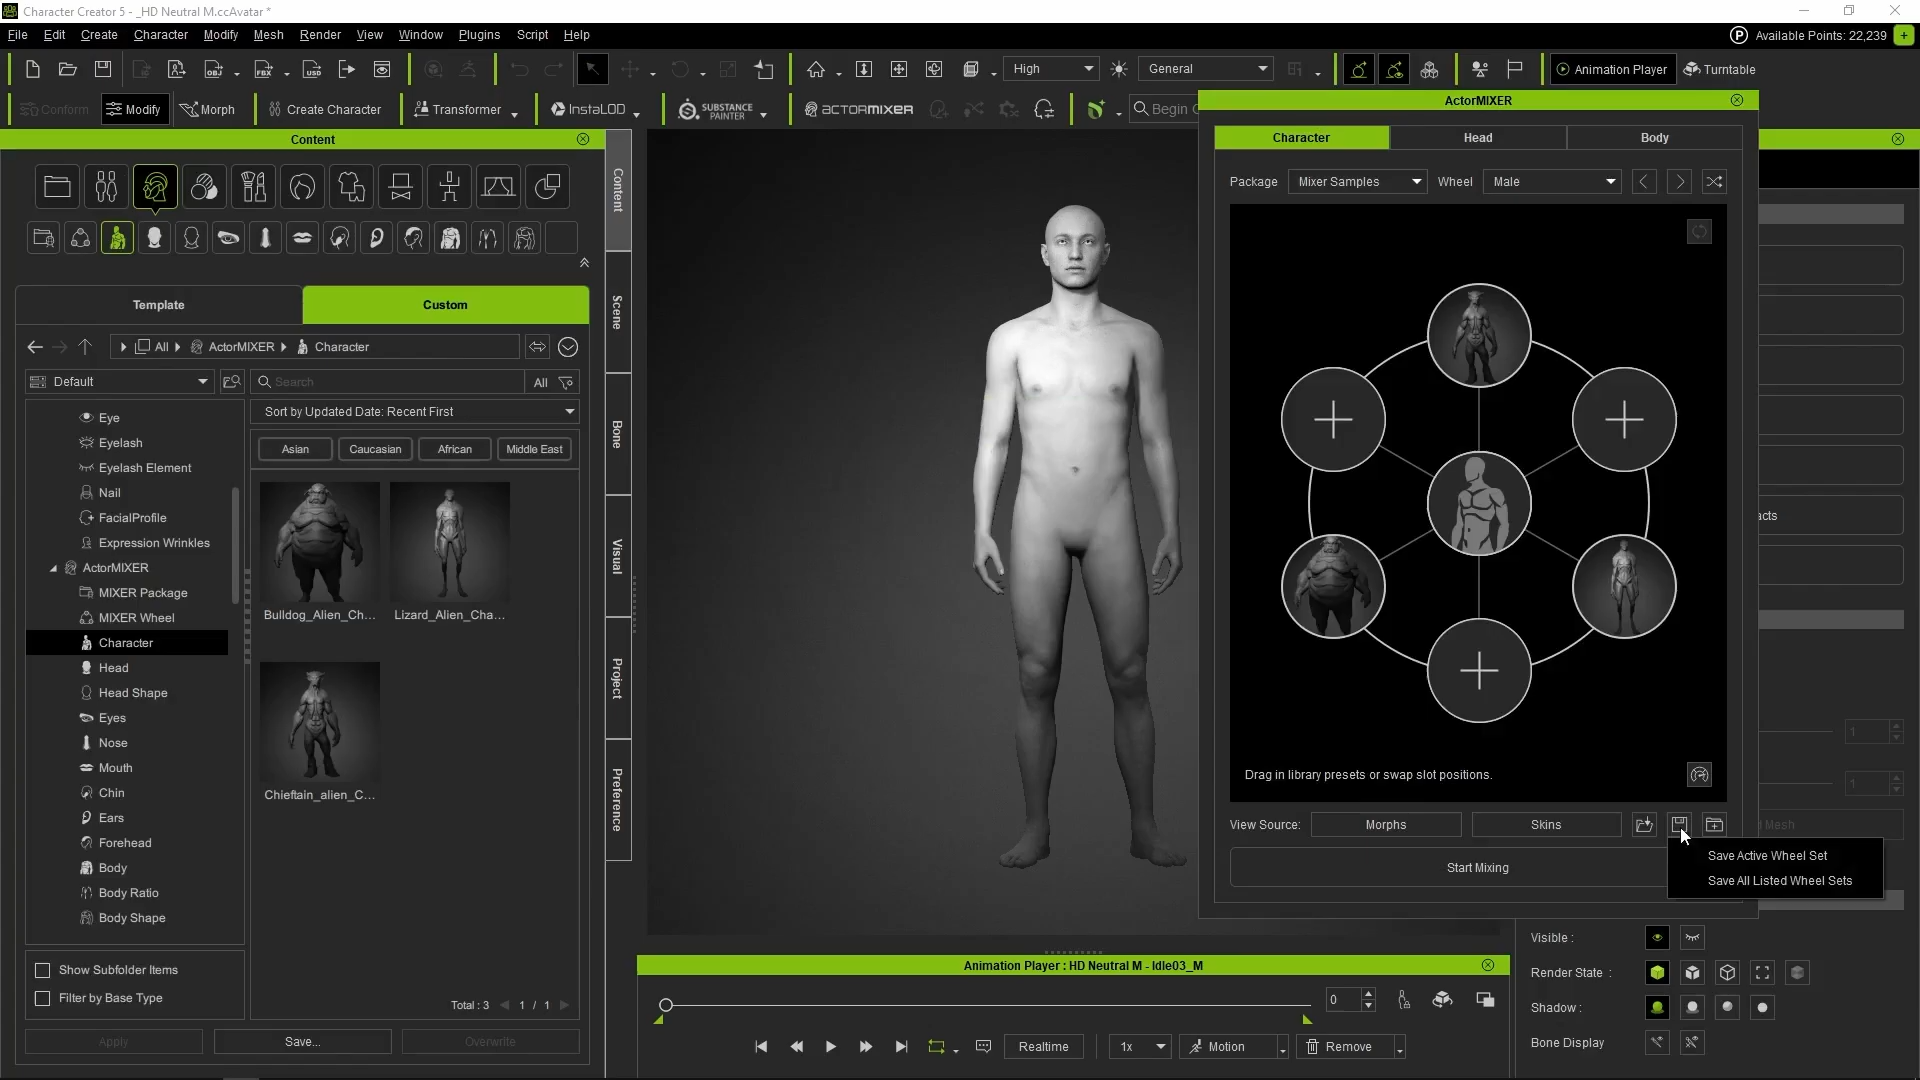 Character Creator 5 - _HD Neutral M.ccAvatar *
File Edit Create Character Modify Mesh Render View Window Plugins Script Help
P Available Points: 22,239 +
OBJ FBX USD High General Animation Player Turntable
Conform Modify Morph Create Character Transformer InstaLOD SUBSTANCE PAINTER ACTORMIXER Begin C
Content
Template Custom
All ActorMIXER Character
Default Search All
Sort by Updated Date: Recent First
Asian Caucasian African Middle East
Eye
Eyelash
Eyelash Element
Nail
FacialProfile
Expression Wrinkles
ActorMIXER
MIXER Package
MIXER Wheel
Character
Head
Head Shape
Eyes
Nose
Mouth
Chin
Ears
Forehead
Body
Body Ratio
Body Shape
Bulldog_Alien_Ch... Lizard_Alien_Cha...
Chieftain_alien_C...
Show Subfolder Items
Filter by Base Type
Total : 3 1 / 1
Apply Save... Overwrite
Content
Scene
Bone
Visual
Project
Preference
ActorMIXER
Character Head Body
Package Mixer Samples Wheel Male
Drag in library presets or swap slot positions.
View Source: Morphs Skins
Start Mixing
Save Active Wheel Set
Save All Listed Wheel Sets
acts
1
1
Mesh
Visible :
Render State :
Shadow :
Bone Display
Animation Player : HD Neutral M - Idle03_M
0
Realtime 1x Motion Remove